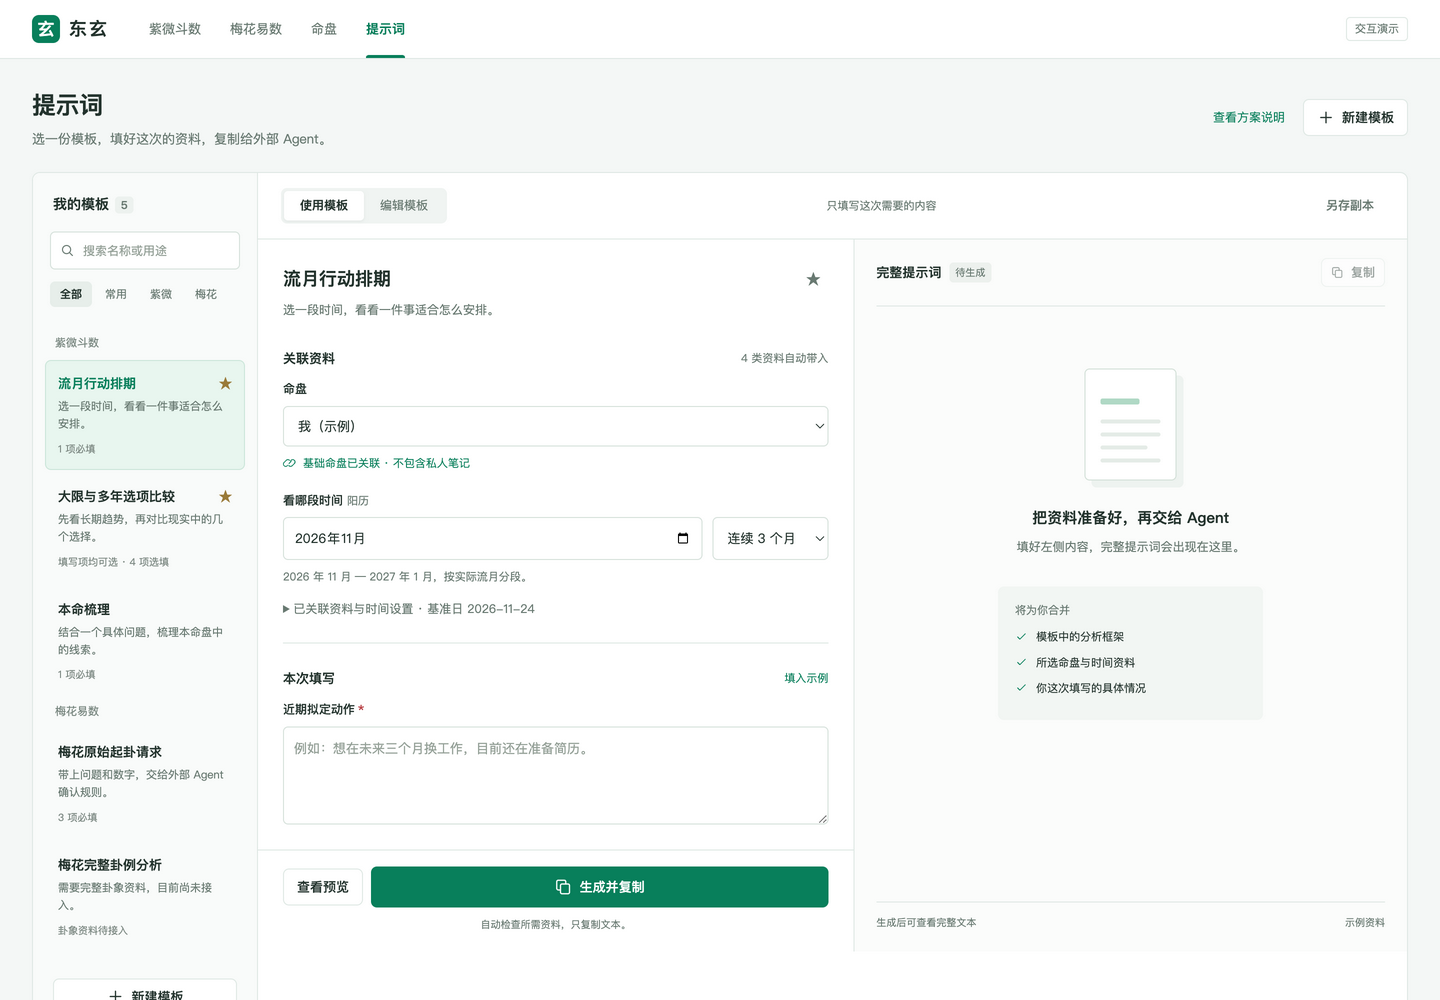 玄 东玄
紫微斗数 梅花易数 命盘 提示词
交互演示
提示词
选一份模板，填好这次的资料，复制给外部 Agent。
查看方案说明
新建模板
我的模板 5
搜索名称或用途
全部 常用 紫微 梅花
紫微斗数
流月行动排期 ★
选一段时间，看看一件事适合怎么
安排。
1 项必填
大限与多年选项比较 ★
先看长期趋势，再对比现实中的几
个选择。
填写项均可选 · 4 项选填
本命梳理
结合一个具体问题，梳理本命盘中
的线索。
1 项必填
梅花易数
梅花原始起卦请求
带上问题和数字，交给外部 Agent
确认规则。
3 项必填
梅花完整卦例分析
需要完整卦象资料，目前尚未接
入。
卦象资料待接入
新建模板
使用模板 编辑模板
只填写这次需要的内容
另存副本
流月行动排期 ★
选一段时间，看看一件事适合怎么安排。
关联资料 4 类资料自动带入
命盘
我（示例）
基础命盘已关联 · 不包含私人笔记
看哪段时间 阳历
2026年11月 连续 3 个月
2026 年 11 月 — 2027 年 1 月，按实际流月分段。
▶ 已关联资料与时间设置 · 基准日 2026-11-24
本次填写 填入示例
近期拟定动作 *
例如：想在未来三个月换工作，目前还在准备简历。
查看预览 生成并复制
自动检查所需资料，只复制文本。
完整提示词 待生成 复制
把资料准备好，再交给 Agent
填好左侧内容，完整提示词会出现在这里。
将为你合并
模板中的分析框架
所选命盘与时间资料
你这次填写的具体情况
生成后可查看完整文本 示例资料